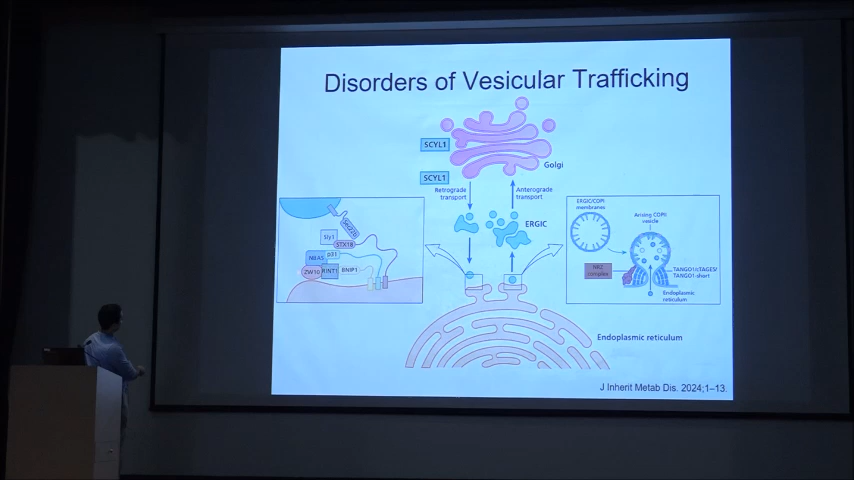 Disorders of Vesicular Trafficking
SCYL1
Golgi
SCYL1
Retrograde
transport
Anterograde
transport
ERGIC
sec22b
Sly1
STX18
p31
NBAS
ZW10
RINT1
BNIP1
ERGIC/COPI
membranes
Arising COPII
vesicle
NRZ
complex
TANGO1/cTAGE5/
TANGO1-short
Endoplasmic
reticulum
Endoplasmic reticulum
J Inherit Metab Dis. 2024;1–13.